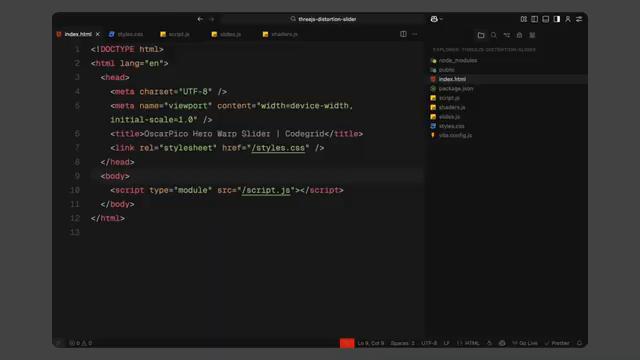 threejs-distortion-slider
index.html
styles.css
script.js
slides.js
shaders.js
1 <!DOCTYPE html>
2 <html lang="en">
3 <head>
4 <meta charset="UTF-8" />
5 <meta name="viewport" content="width=device-width,
initial-scale=1.0" />
6 <title>OscarPico Hero Warp Slider | Codegrid</title>
7 <link rel="stylesheet" href="/styles.css" />
8 </head>
9 <body>
10 <script type="module" src="/script.js"></script>
11 </body>
12 </html>
13
EXPLORER: THREEJS-DISTORTION-SLIDER
node_modules
public
index.html
package.json
script.js
shaders.js
slides.js
styles.css
vite.config.js
0 0
Ln 9, Col 9 Spaces: 2 UTF-8 LF {} HTML Go Live Prettier